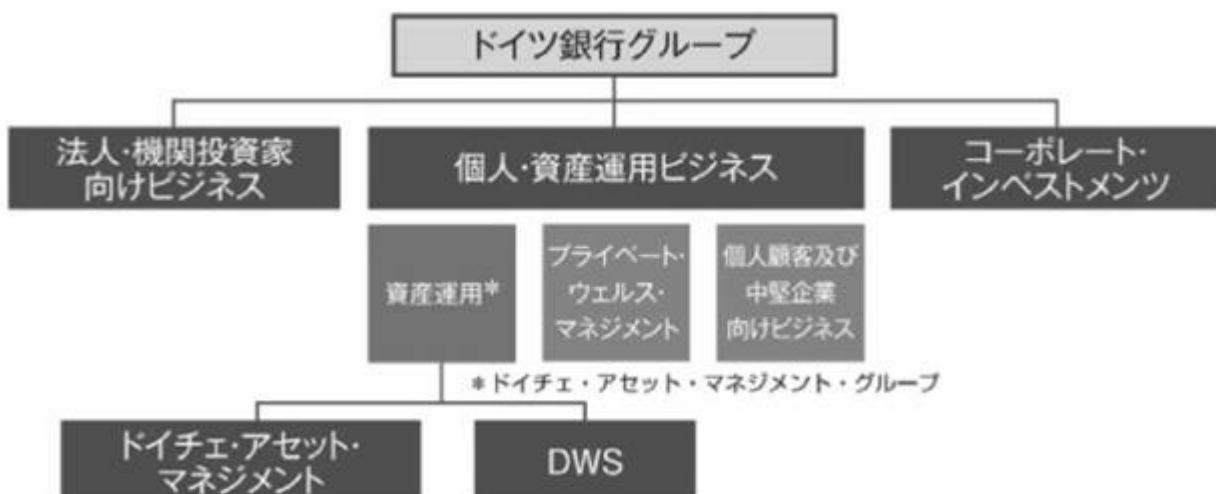 ドイツ銀行グループ
法人・機関投資家
向けビジネス
個人・資産運用ビジネス
コーポレート・
インベストメンツ
資産運用*
プライベート・
ウェルス・
マネジメント
個人顧客及び
中堅企業
向けビジネス
*ドイチェ・アセット・マネジメント・グループ
ドイチェ・アセット・
マネジメント
DWS